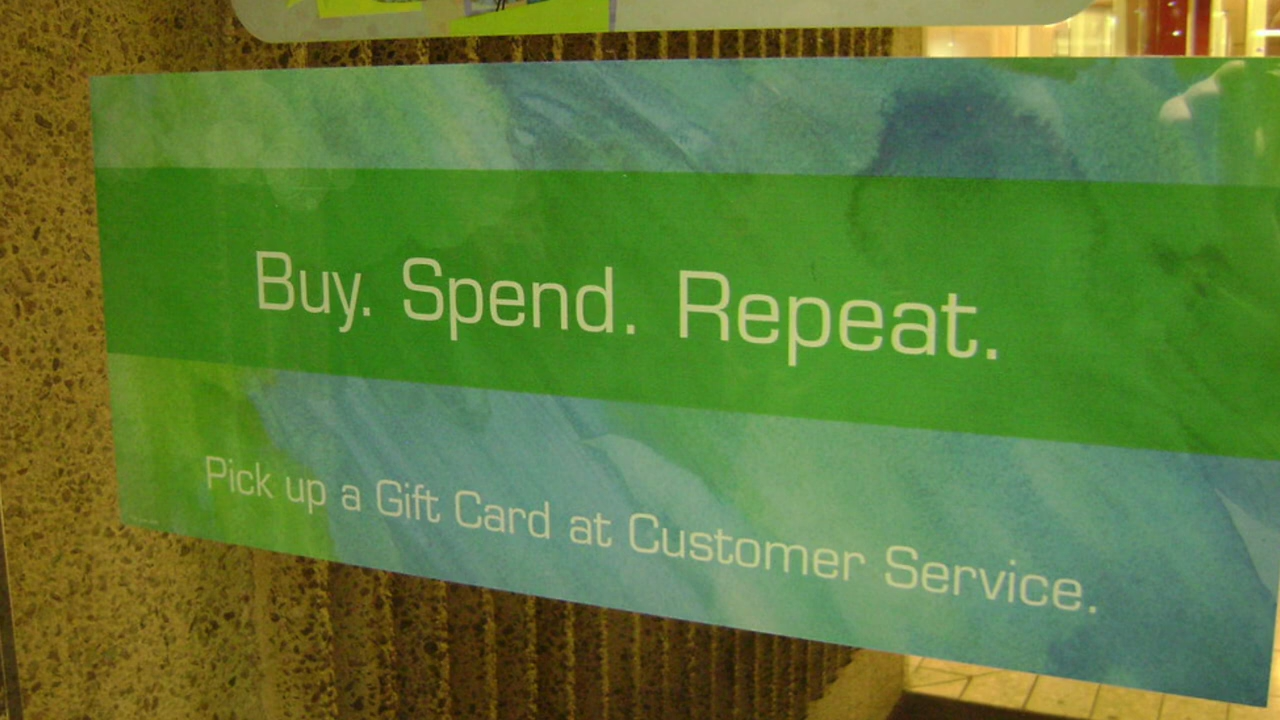 Buy. Spend. Repeat.
Pick up a Gift Card at Customer Service.